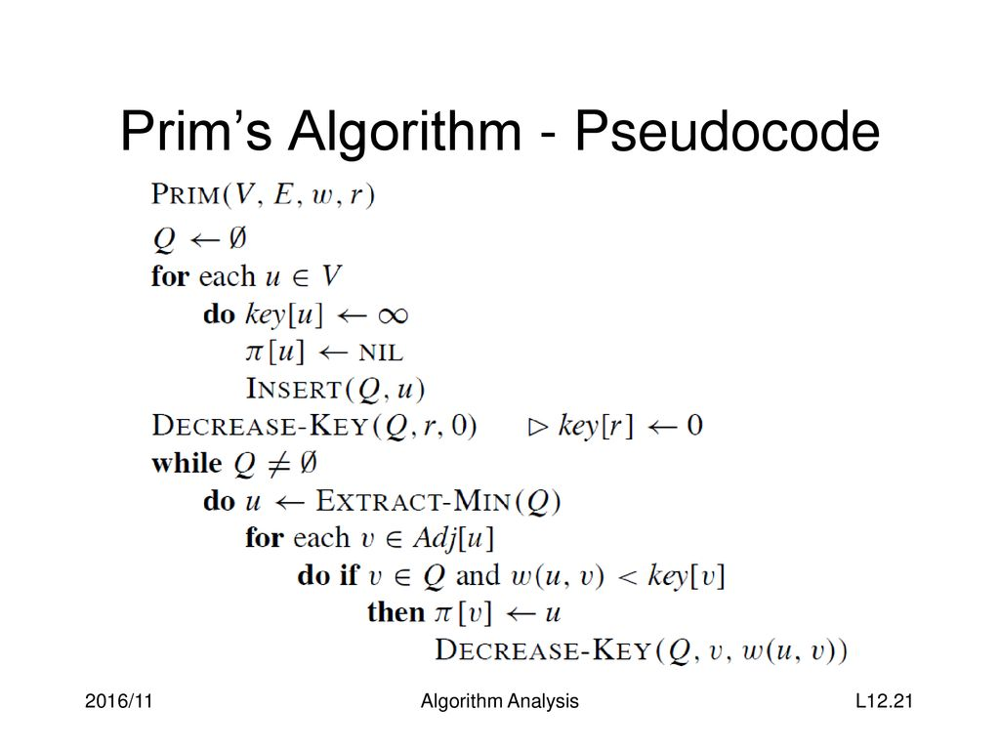 Prim’s Algorithm - Pseudocode
PRIM(V, E, w, r)
Q ← ∅
for each u ∈ V
do key[u] ← ∞
π[u] ← NIL
INSERT(Q, u)
DECREASE-KEY(Q, r, 0) ▷ key[r] ← 0
while Q ≠ ∅
do u ← EXTRACT-MIN(Q)
for each v ∈ Adj[u]
do if v ∈ Q and w(u, v) < key[v]
then π[v] ← u
DECREASE-KEY(Q, v, w(u, v))
2016/11 Algorithm Analysis L12.21